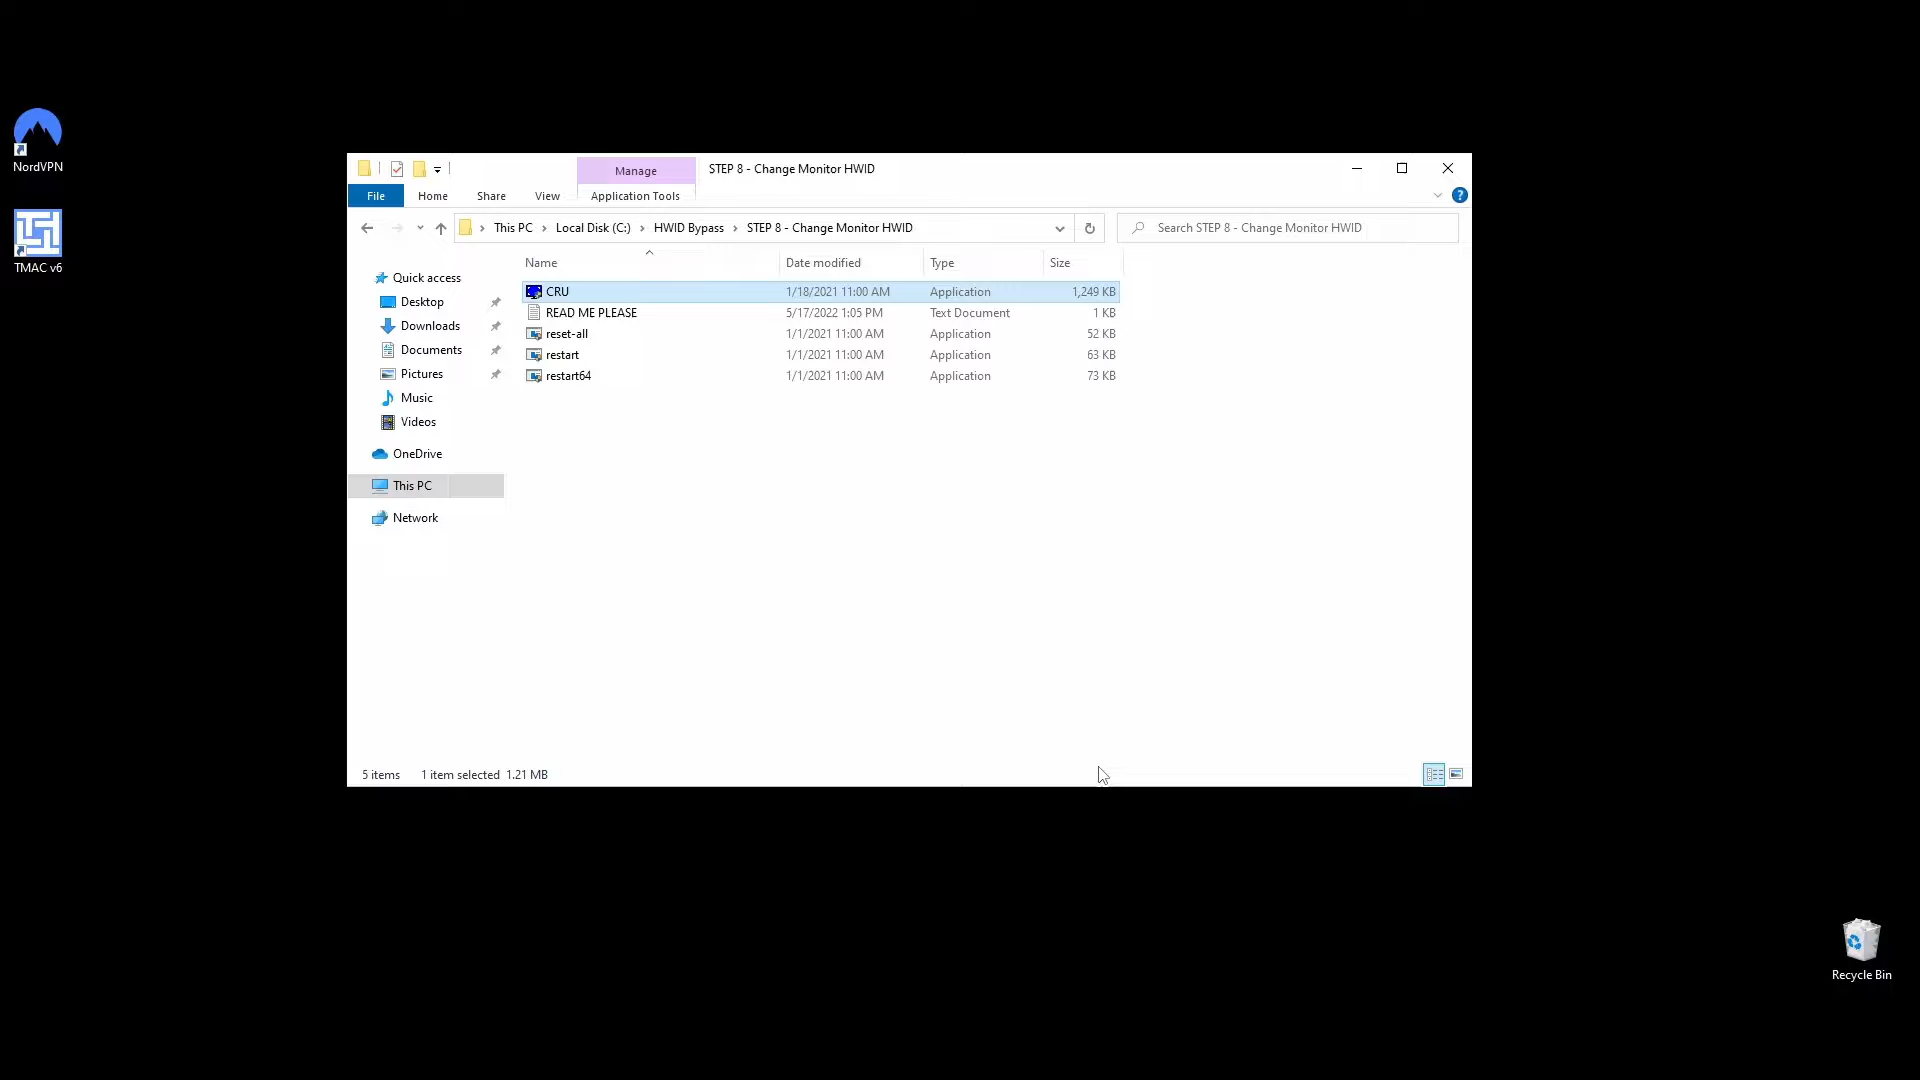 NordVPN
TMAC v6
Manage
STEP 8 - Change Monitor HWID
File
Home
Share
View
Application Tools
This PC > Local Disk (C:) > HWID Bypass > STEP 8 - Change Monitor HWID
Search STEP 8 - Change Monitor HWID
Name
Date modified
Type
Size
CRU 1/18/2021 11:00 AM Application 1,249 KB
READ ME PLEASE 5/17/2022 1:05 PM Text Document 1 KB
reset-all 1/1/2021 11:00 AM Application 52 KB
restart 1/1/2021 11:00 AM Application 63 KB
restart64 1/1/2021 11:00 AM Application 73 KB
Quick access
Desktop
Downloads
Documents
Pictures
Music
Videos
OneDrive
This PC
Network
5 items 1 item selected 1.21 MB
Recycle Bin